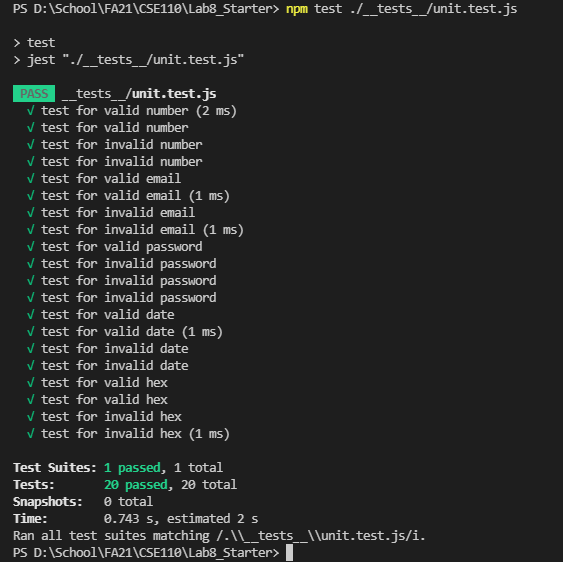 PS D:\School\FA21\CSE110\Lab8_Starter> npm test ./__tests__/unit.test.js
> test
> jest "./__tests__/unit.test.js"
PASS __tests__/unit.test.js
√ test for valid number (2 ms)
√ test for valid number
√ test for invalid number
√ test for invalid number
√ test for valid email
√ test for valid email (1 ms)
√ test for invalid email
√ test for invalid email (1 ms)
√ test for valid password
√ test for invalid password
√ test for invalid password
√ test for invalid password
√ test for valid date
√ test for valid date (1 ms)
√ test for invalid date
√ test for invalid date
√ test for valid hex
√ test for valid hex
√ test for invalid hex
√ test for invalid hex (1 ms)
Test Suites: 1 passed, 1 total
Tests: 20 passed, 20 total
Snapshots: 0 total
Time: 0.743 s, estimated 2 s
Ran all test suites matching /.\\__tests__\\unit.test.js/i.
PS D:\School\FA21\CSE110\Lab8_Starter>